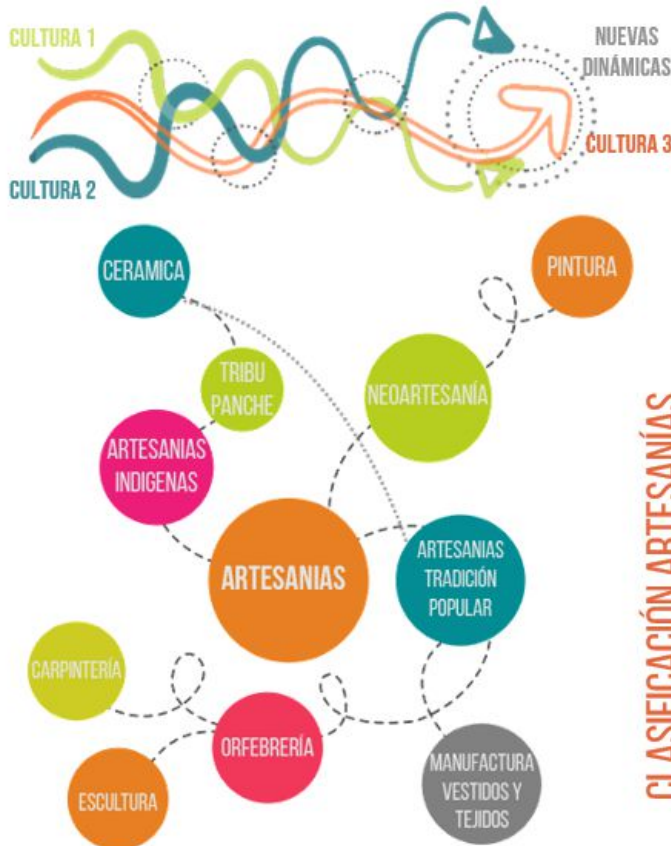 CULTURA 1
NUEVAS
DINÁMICAS
CULTURA 3
CULTURA 2
CERAMICA
PINTURA
TRIBU
PANCHE
NEOARTESANÍA
ARTESANIAS
INDIGENAS
ARTESANIAS
ARTESANIAS
TRADICIÓN
POPULAR
CARPINTERÍA
ORFEBRERÍA
ESCULTURA
MANUFACTURA
VESTIDOS Y
TEJIDOS
CLASIFICACIÓN ARTESANÍAS